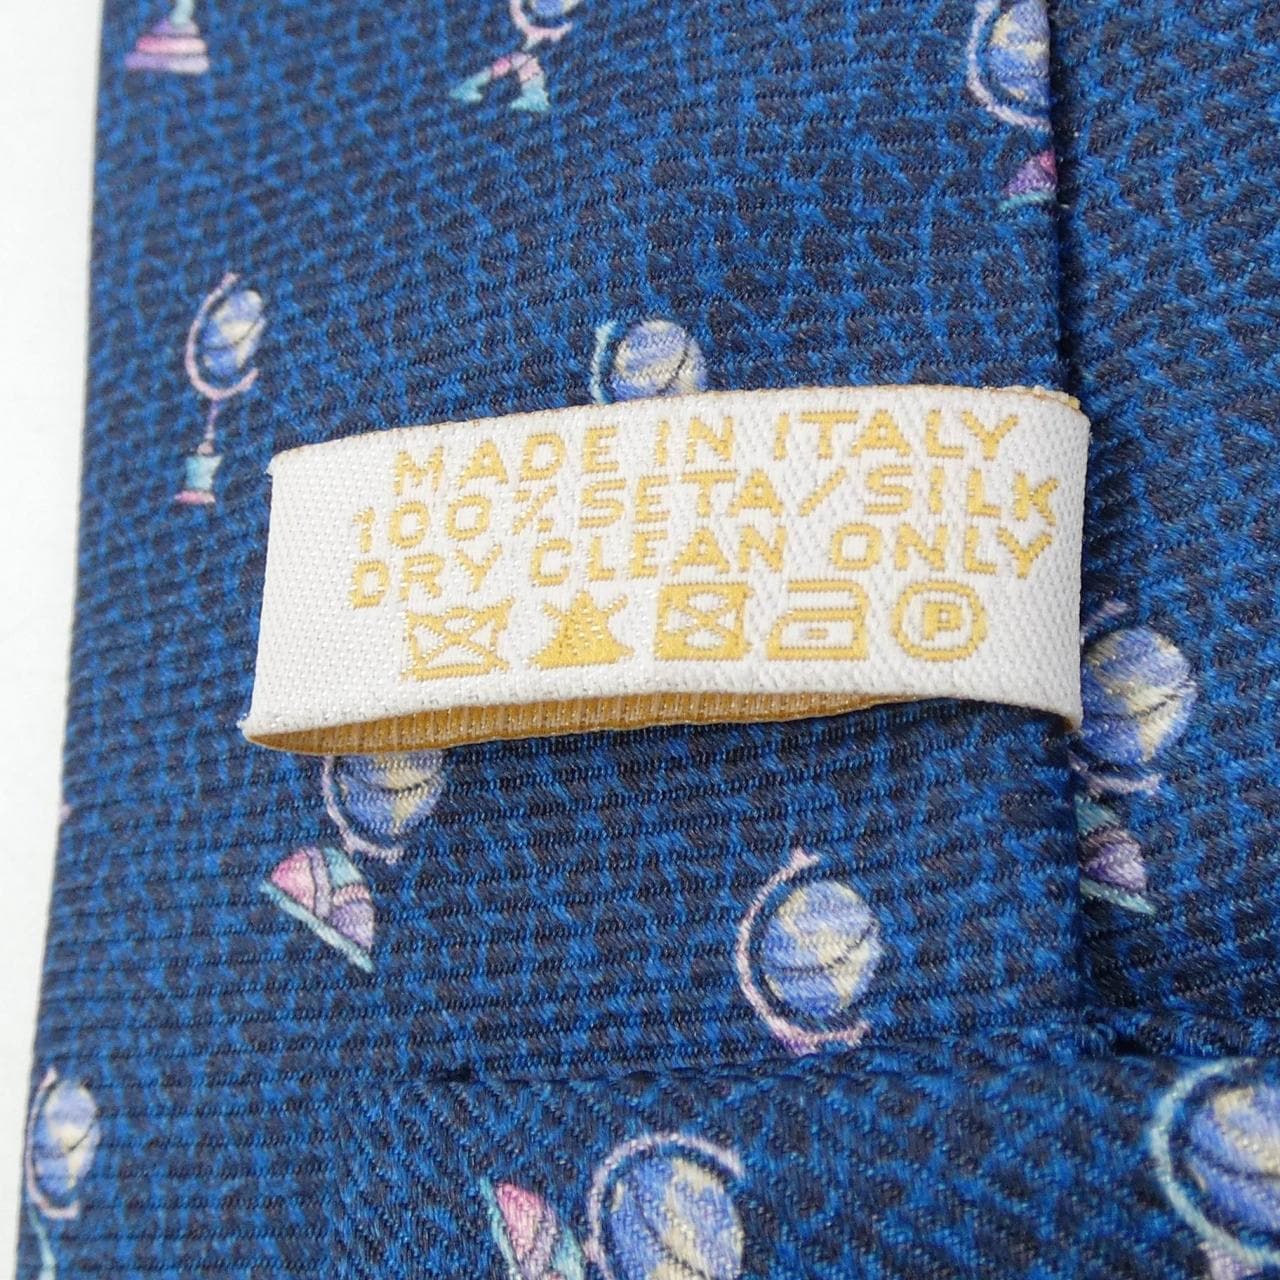 MADE IN ITALY
100% SETA/SILK
DRY CLEAN ONLY
P